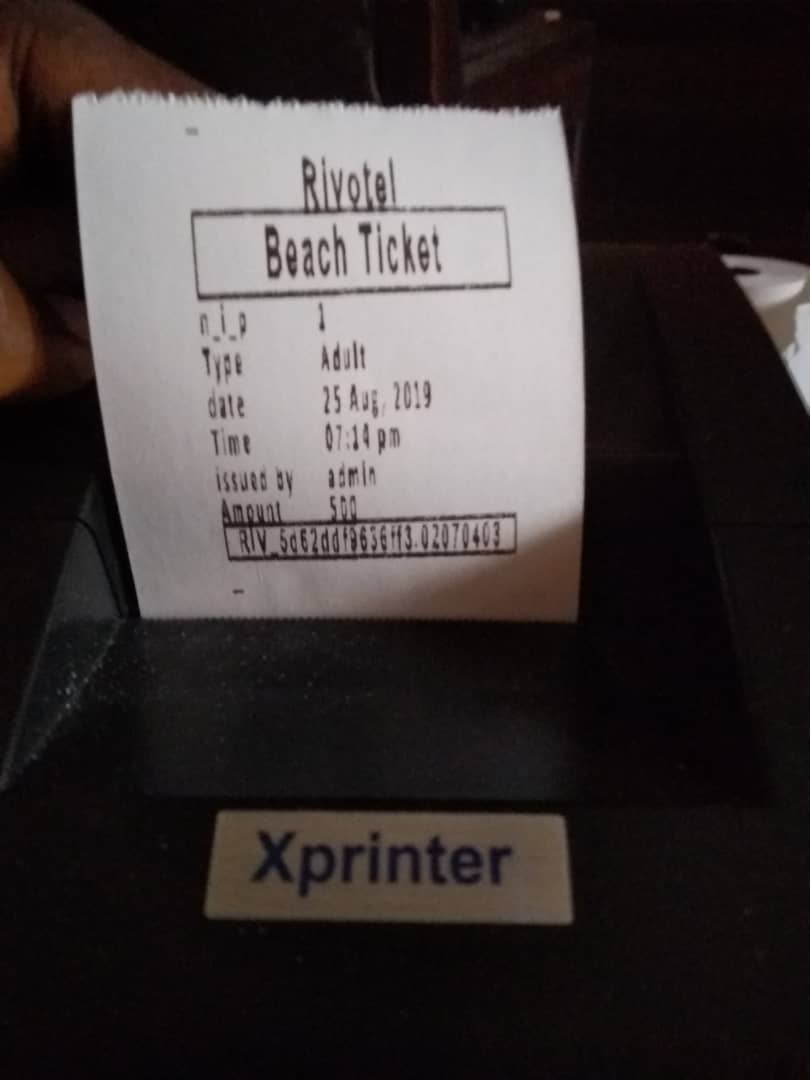 Rivotel
Beach Ticket
n_i_p 1
Type Adult
date 25 Aug, 2019
Time 07:14 pm
issued by admin
Amount 500
RIV_5d62ddf9656ff3.02070403
Xprinter